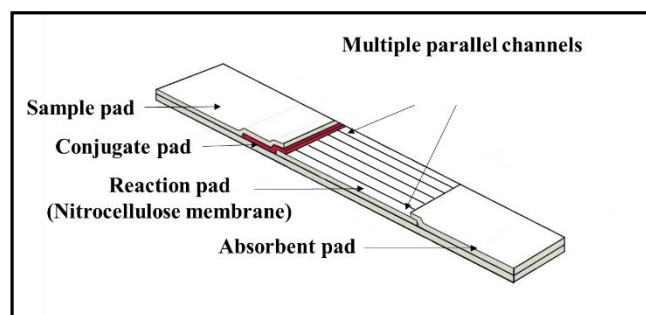 Multiple parallel channels
Sample pad
Conjugate pad
Reaction pad
(Nitrocellulose membrane)
Absorbent pad